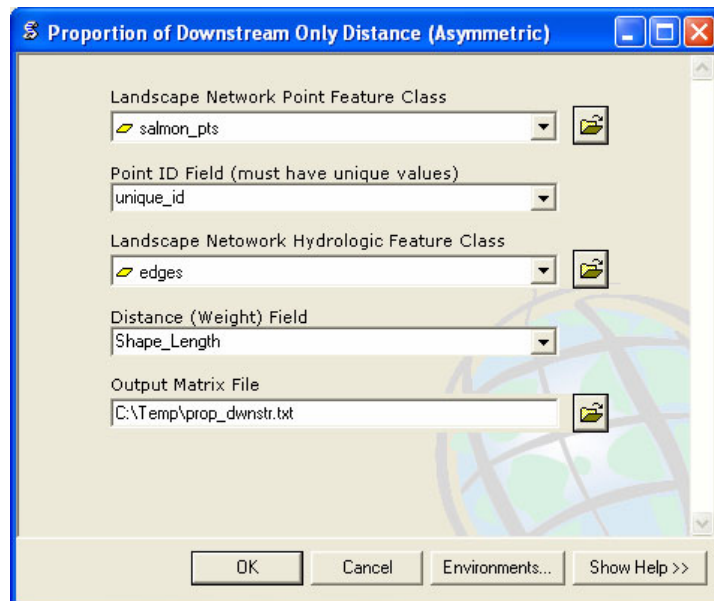 Proportion of Downstream Only Distance (Asymmetric)
Landscape Network Point Feature Class
salmon_pts
Point ID Field (must have unique values)
unique_id
Landscape Netowork Hydrologic Feature Class
edges
Distance (Weight) Field
Shape_Length
Output Matrix File
C:\Temp\prop_dwnstr.txt
OK
Cancel
Environments...
Show Help >>